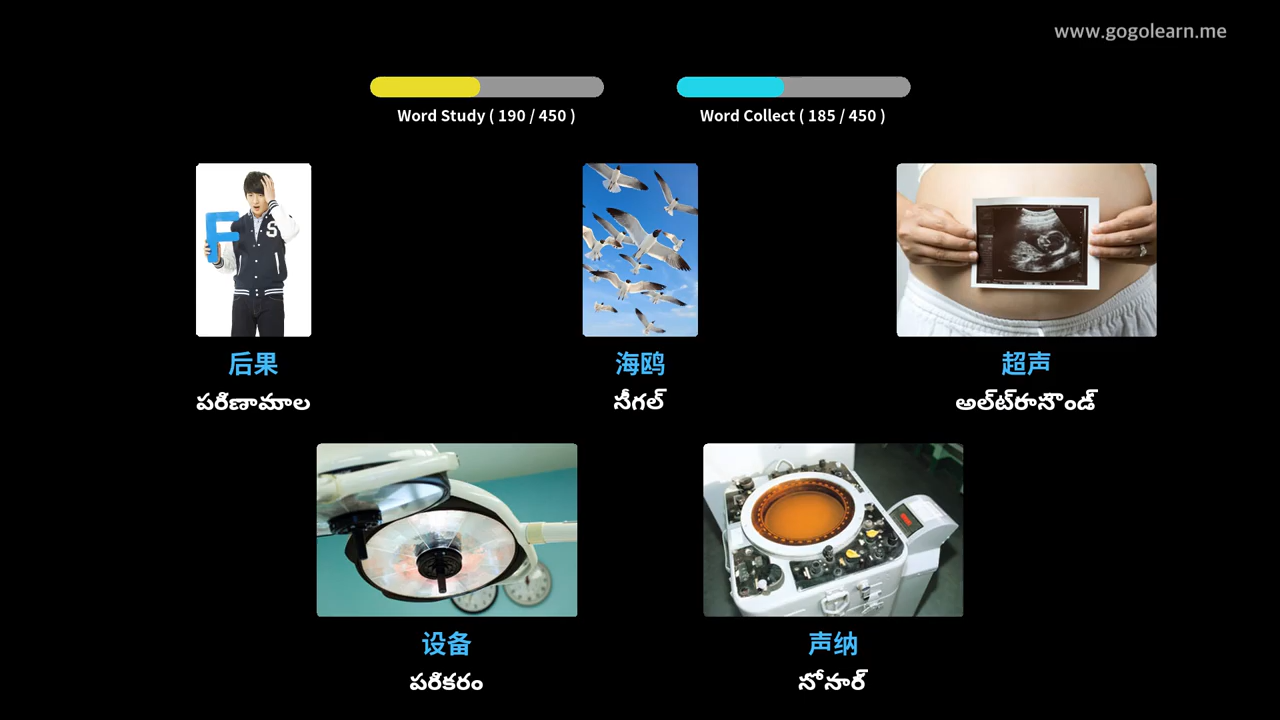 www.gogolearn.me
Word Study ( 190 / 450 )
Word Collect ( 185 / 450 )
F
S
后果
పరిణామాల
海鸥
సీగల్
超声
అల్ట్రాసౌండ్
设备
పరికరం
声纳
సోనార్